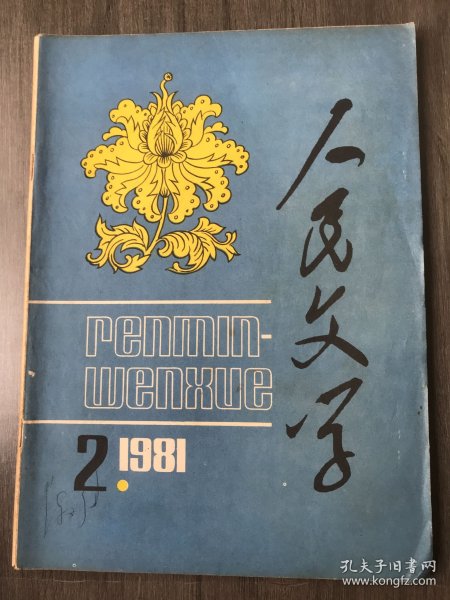 人民文学
renmin-
wenxue
2. 1981
孔夫子旧书网
www.kongfz.com